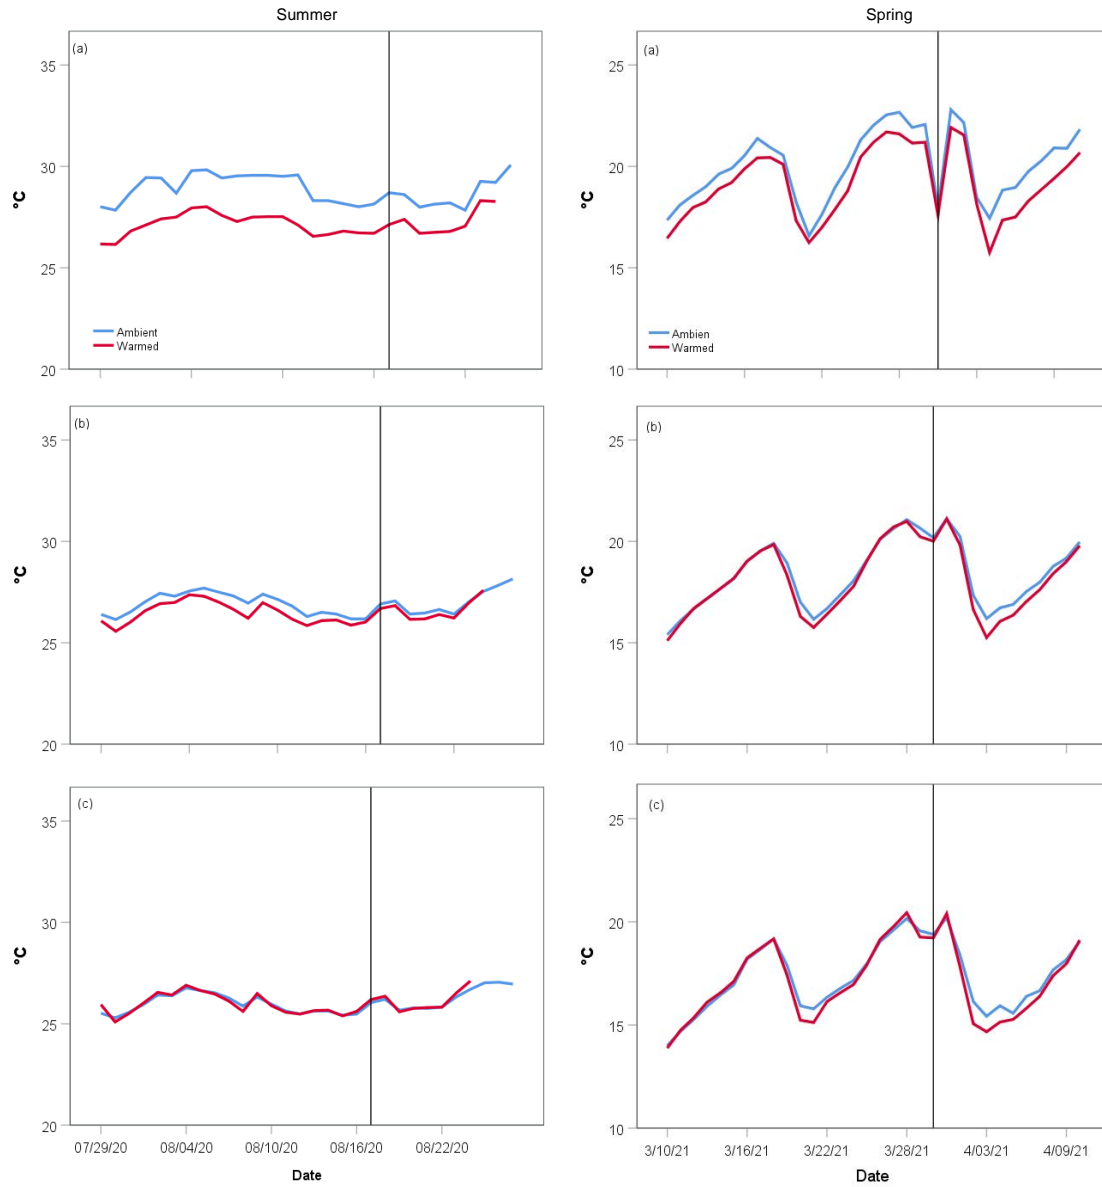 Summer
(a)
35
30
25
20
°C
Ambient
Warmed
(b)
35
30
25
20
°C
(c)
35
30
25
20
°C
07/29/20 08/04/20 08/10/20 08/16/20 08/22/20
Date
Spring
(a)
25
20
15
10
°C
Ambien
Warmed
(b)
25
20
15
10
°C
(c)
25
20
15
10
°C
3/10/21 3/16/21 3/22/21 3/28/21 4/03/21 4/09/21
Date